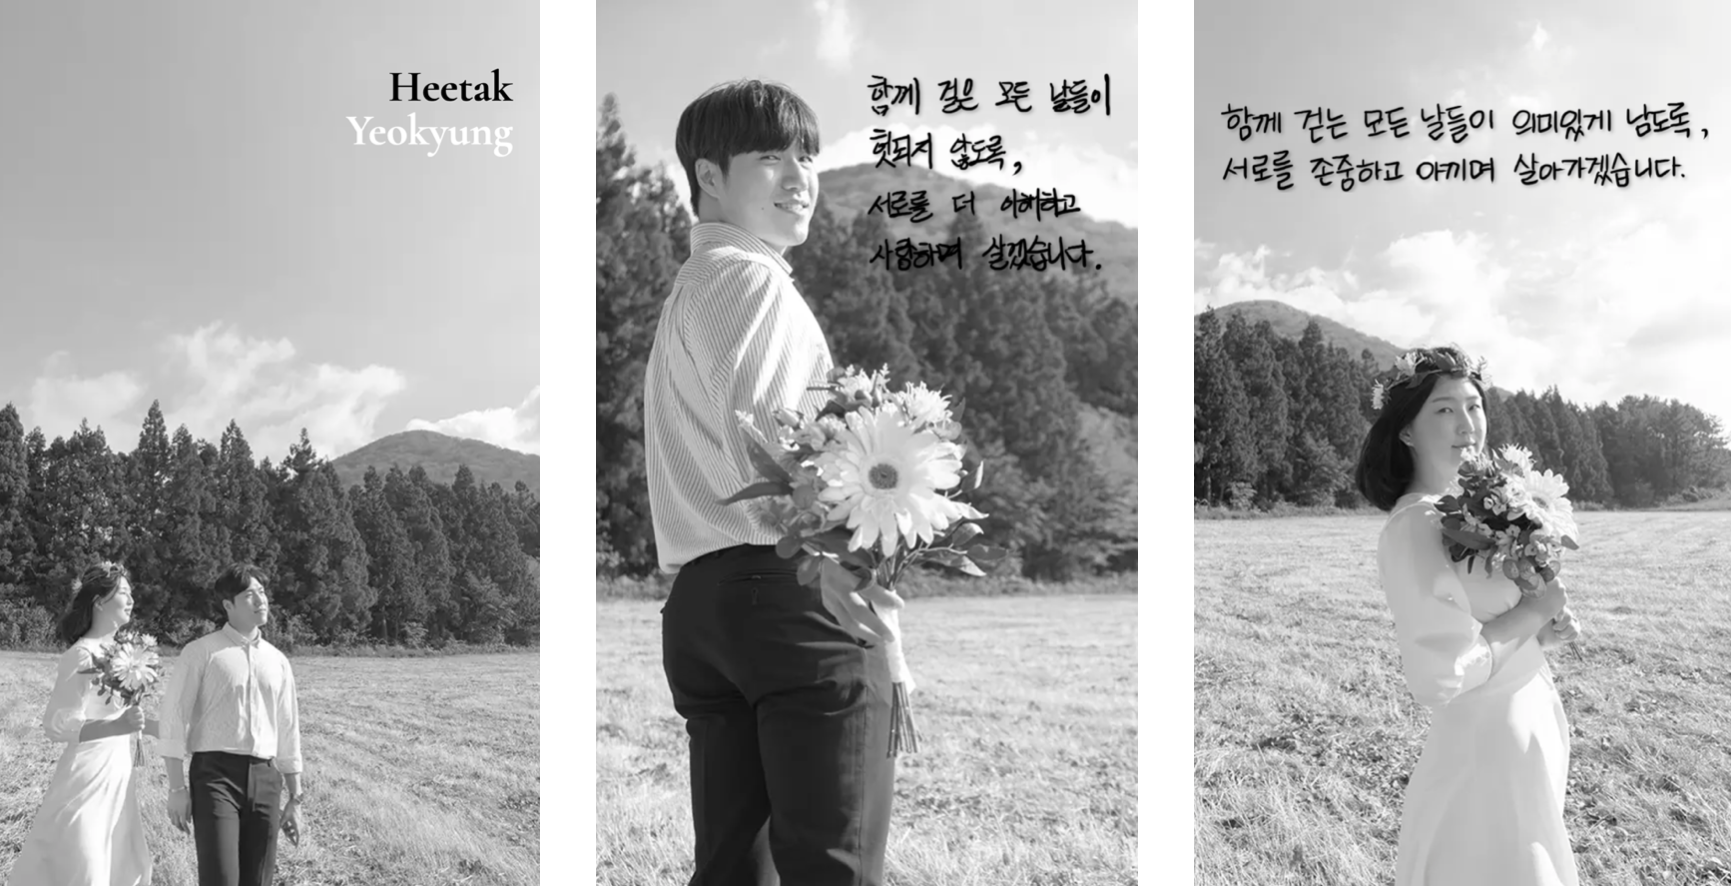 Heetak
Yeokyung
함께 걸은 모든 날들이
헛되지 않도록,
서로를 더 이해하고
사랑하며 살겠습니다.
함께 걷는 모든 날들이 의미있게 남도록,
서로를 존중하고 아끼며 살아가겠습니다.